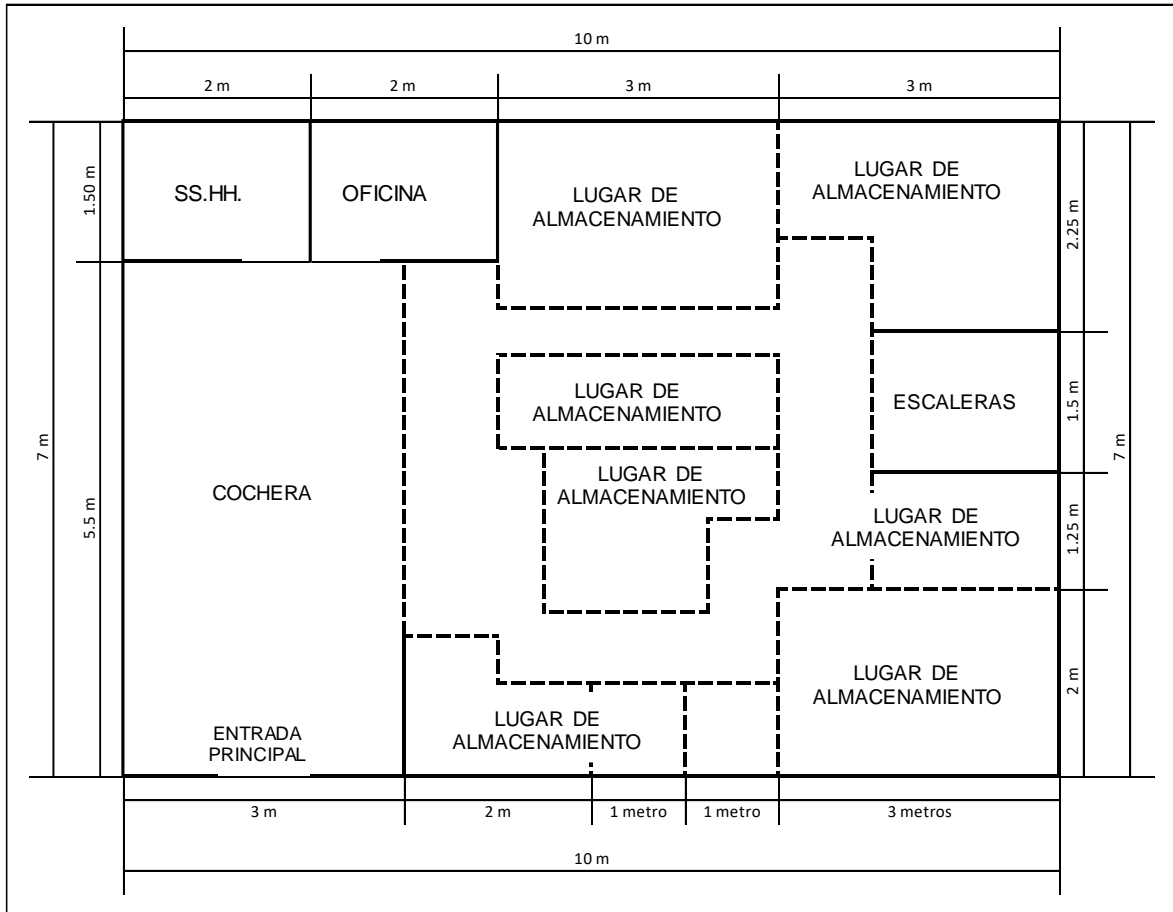 10 m
2 m
2 m
3 m
3 m
SS.HH.
OFICINA
LUGAR DE
ALMACENAMIENTO
LUGAR DE
ALMACENAMIENTO
1.50 m
2.25 m
LUGAR DE
ALMACENAMIENTO
ESCALERAS
1.5 m
7 m
7 m
COCHERA
LUGAR DE
ALMACENAMIENTO
5.5 m
LUGAR DE
ALMACENAMIENTO
1.25 m
LUGAR DE
ALMACENAMIENTO
2 m
ENTRADA
PRINCIPAL
LUGAR DE
ALMACENAMIENTO
3 m
2 m
1 metro
1 metro
3 metros
10 m